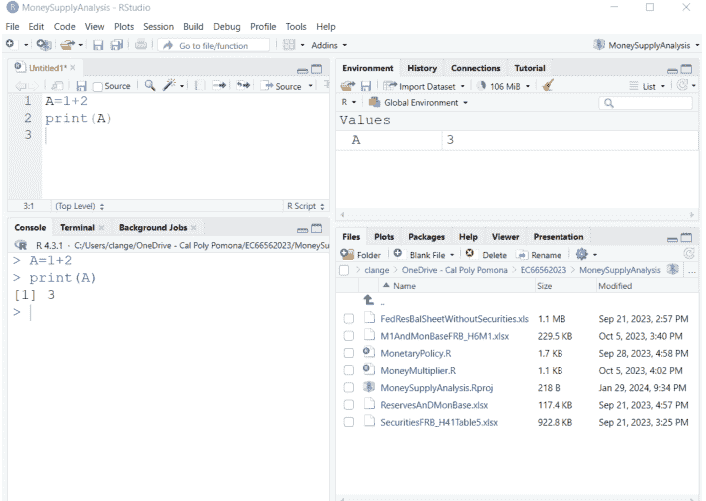 MoneySupplyAnalysis - RStudio
File Edit Code View Plots Session Build Debug Profile Tools Help
Go to file/function Addins MoneySupplyAnalysis
Untitled1*
Source Source
1 A=1+2
2 print(A)
3
3:1 (Top Level) R Script
Console Terminal Background Jobs
R 4.3.1 · C:/Users/clange/OneDrive - Cal Poly Pomona/EC66562023/MoneySu
> A=1+2
> print(A)
[1] 3
>
Environment History Connections Tutorial
Import Dataset 106 MiB List
R Global Environment
Values
A 3
Files Plots Packages Help Viewer Presentation
Folder Blank File Delete Rename
clange > OneDrive - Cal Poly Pomona > EC66562023 > MoneySupplyAnalysis ...
Name Size Modified
..
FedResBalSheetWithoutSecurities.xls 1.1 MB Sep 21, 2023, 2:57 PM
M1AndMonBaseFRB_H6M1.xlsx 229.5 KB Oct 5, 2023, 3:40 PM
MonetaryPolicy.R 1.7 KB Sep 28, 2023, 4:58 PM
MoneyMultiplier.R 1.1 KB Oct 5, 2023, 4:02 PM
MoneySupplyAnalysis.Rproj 218 B Jan 29, 2024, 9:34 PM
ReservesAnDMonBase.xlsx 117.4 KB Sep 21, 2023, 4:57 PM
SecuritiesFRB_H41Table5.xlsx 922.8 KB Sep 21, 2023, 3:25 PM